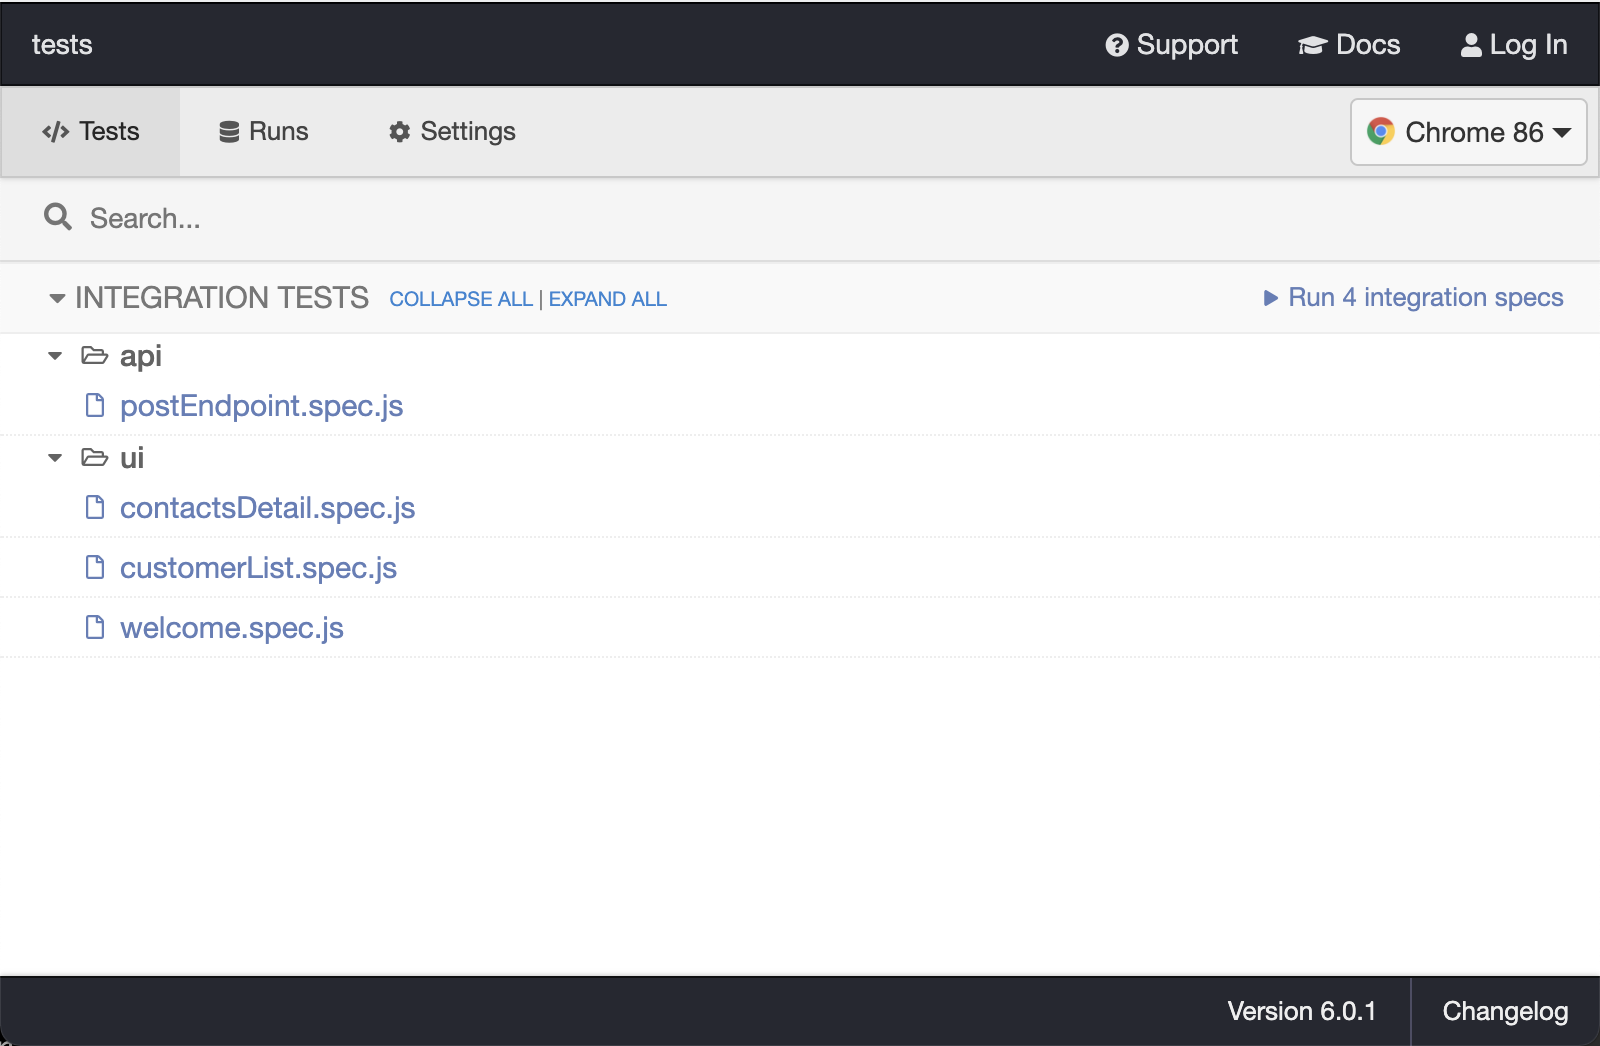 tests Support Docs Log In
Tests Runs Settings Chrome 86
Search...
INTEGRATION TESTS COLLAPSE ALL | EXPAND ALL Run 4 integration specs
api
postEndpoint.spec.js
ui
contactsDetail.spec.js
customerList.spec.js
welcome.spec.js
Version 6.0.1 Changelog